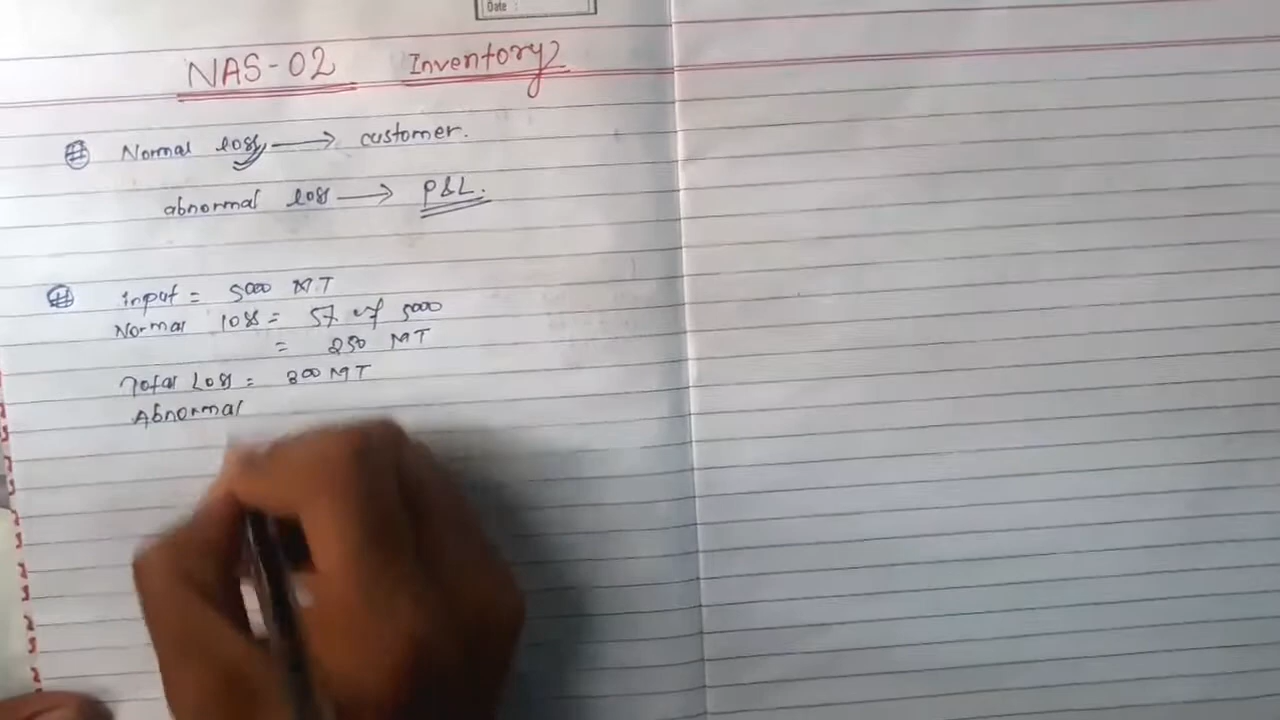 Date :
NAS-02 Inventory
Normal loss → customer.
abnormal loss → P&L.
input = 5000 MT
Normal loss = 5% of 5000
= 250 MT
Total Loss = 300 MT
Abnormal